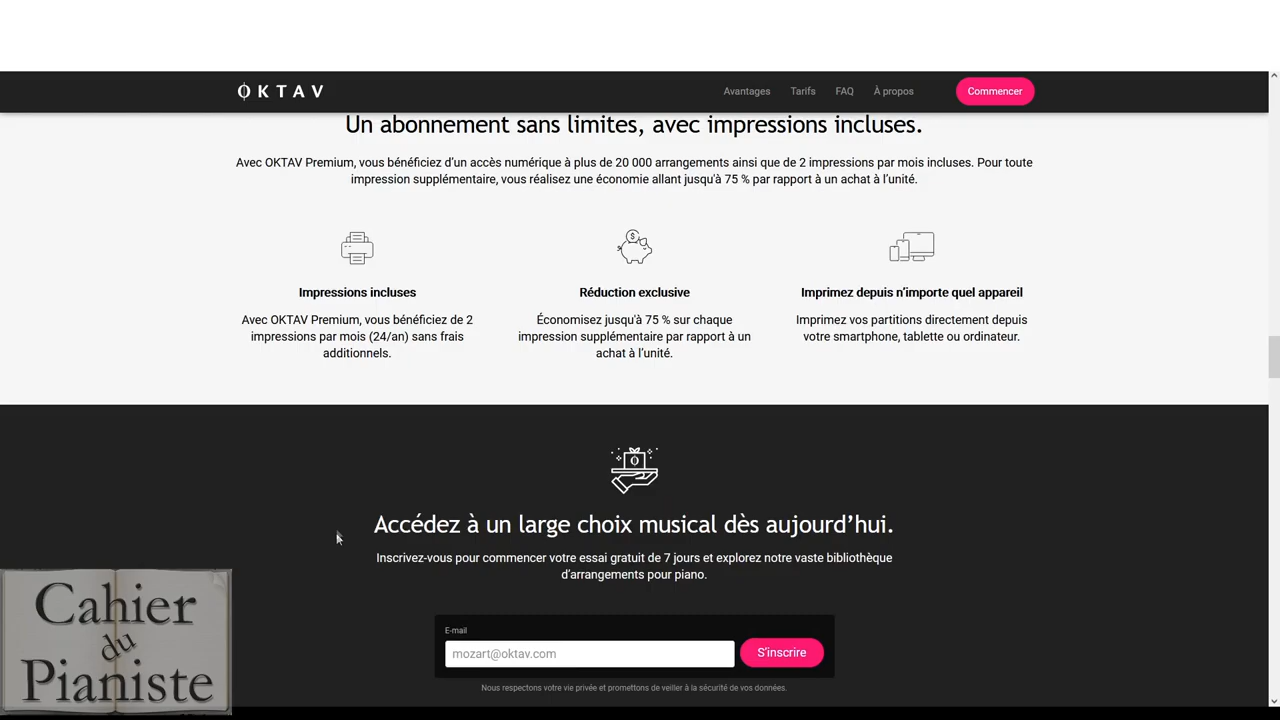 OKTAV
Avantages Tarifs FAQ À propos Commencer
Un abonnement sans limites, avec impressions incluses.
Avec OKTAV Premium, vous bénéficiez d’un accès numérique à plus de 20 000 arrangements ainsi que de 2 impressions par mois incluses. Pour toute
impression supplémentaire, vous réalisez une économie allant jusqu'à 75 % par rapport à un achat à l’unité.
Impressions incluses
Avec OKTAV Premium, vous bénéficiez de 2
impressions par mois (24/an) sans frais
additionnels.
Réduction exclusive
Économisez jusqu'à 75 % sur chaque
impression supplémentaire par rapport à un
achat à l’unité.
Imprimez depuis n’importe quel appareil
Imprimez vos partitions directement depuis
votre smartphone, tablette ou ordinateur.
Accédez à un large choix musical dès aujourd’hui.
Inscrivez-vous pour commencer votre essai gratuit de 7 jours et explorez notre vaste bibliothèque
d’arrangements pour piano.
E-mail
mozart@oktav.com
S’inscrire
Nous respectons votre vie privée et promettons de veiller à la sécurité de vos données.
Cahier
du
Pianiste